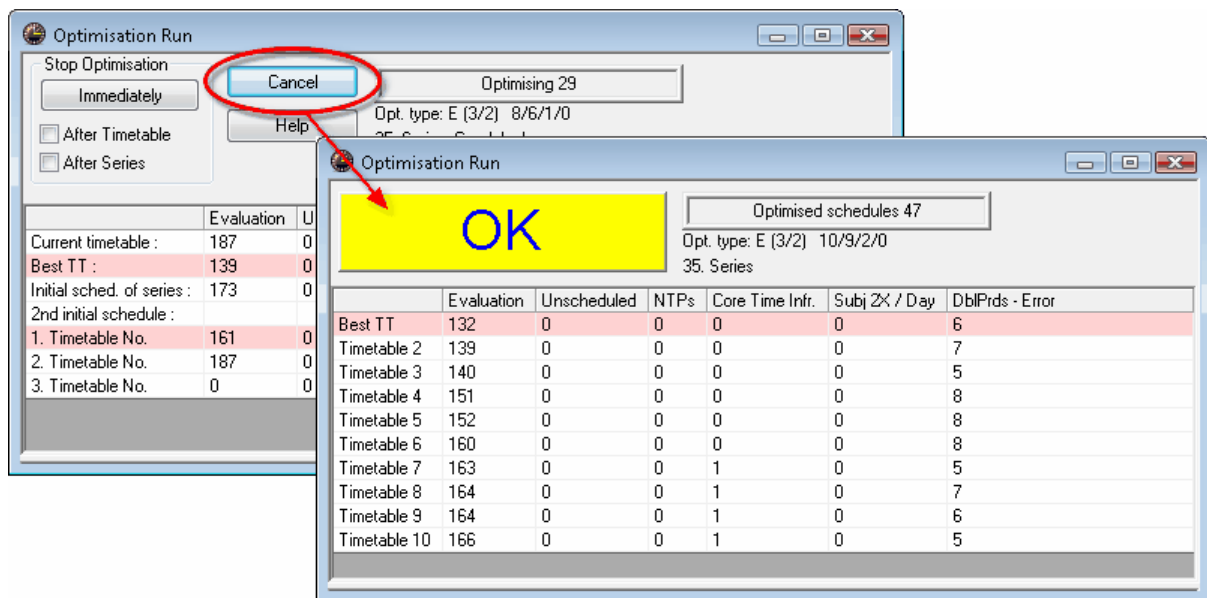 Optimisation Run
Stop Optimisation
Immediately
After Timetable
After Series
Cancel
Help
Optimising 29
Opt. type: E (3/2) 8/6/1/0
35. Series
Evaluation U
Current timetable : 187 0
Best TT : 139 0
Initial sched. of series : 173 0
2nd initial schedule :
1. Timetable No. 161 0
2. Timetable No. 187 0
3. Timetable No. 0 0
Optimisation Run
OK
Optimised schedules 47
Opt. type: E (3/2) 10/9/2/0
35. Series
Evaluation Unscheduled NTPs Core Time Infr. Subj 2X / Day DblPrds - Error
Best TT 132 0 0 0 0 6
Timetable 2 139 0 0 0 0 7
Timetable 3 140 0 0 0 0 5
Timetable 4 151 0 0 0 0 8
Timetable 5 152 0 0 0 0 8
Timetable 6 160 0 0 0 0 8
Timetable 7 163 0 0 1 0 5
Timetable 8 164 0 0 1 0 7
Timetable 9 164 0 0 1 0 6
Timetable 10 166 0 0 1 0 5